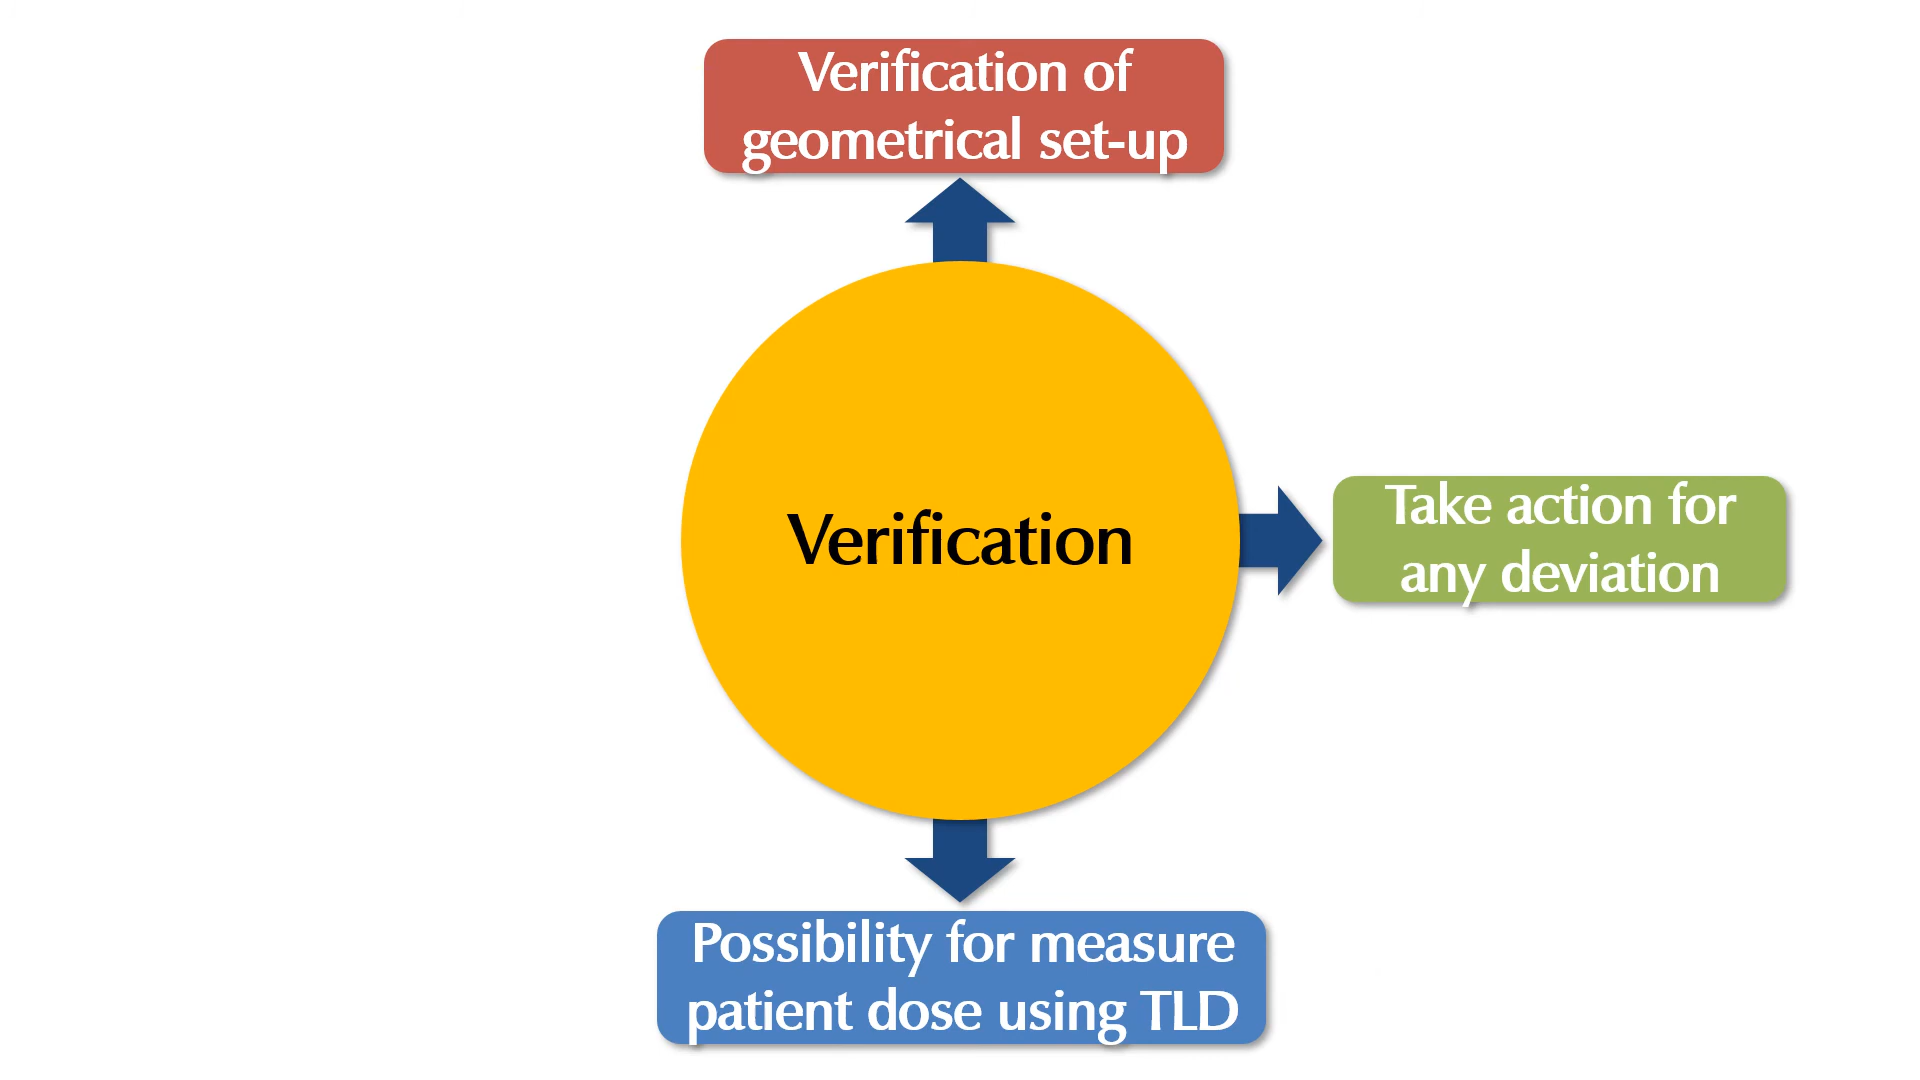 Verification of
geometrical set-up
Verification
Take action for
any deviation
Possibility for measure
patient dose using TLD